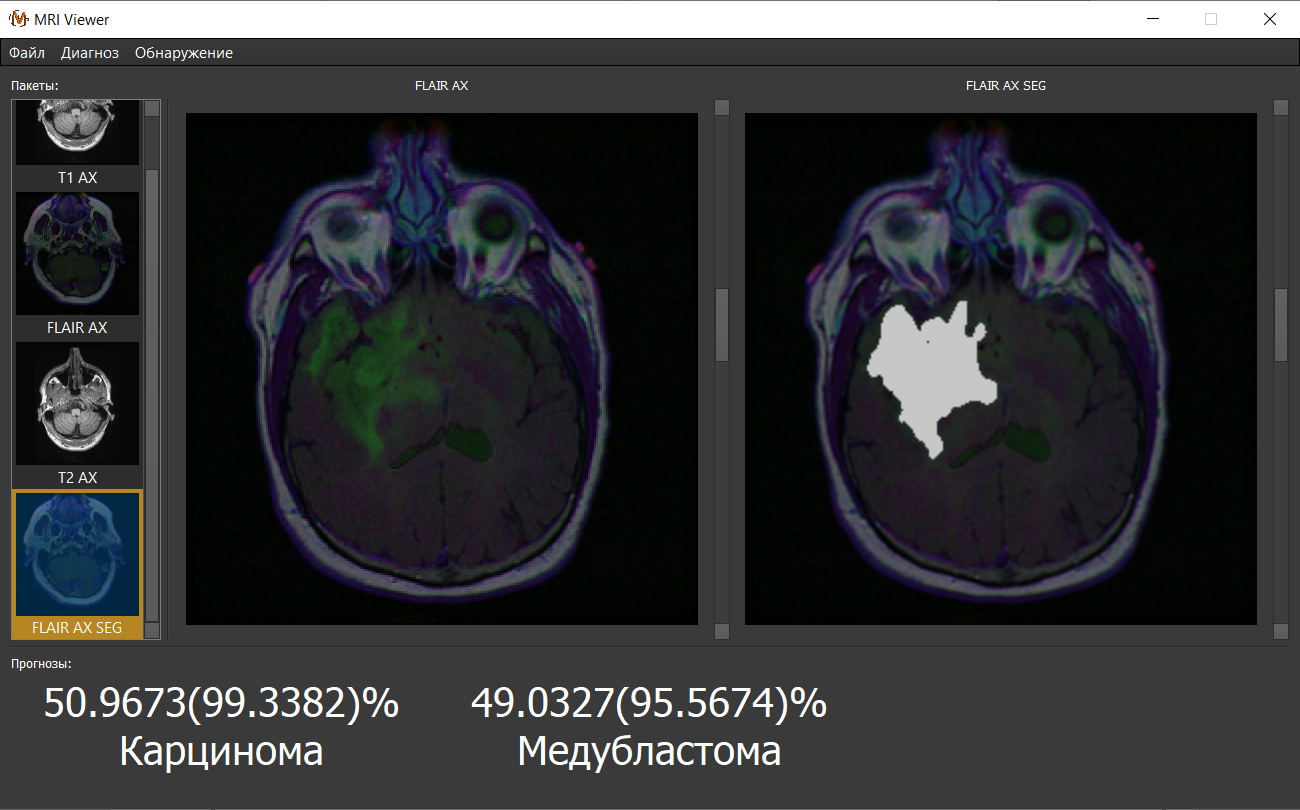 MRI Viewer
Файл Диагноз Обнаружение
Пакеты:
FLAIR AX
FLAIR AX SEG
T1 AX
FLAIR AX
T2 AX
FLAIR AX SEG
Прогнозы:
50.9673(99.3382)% 49.0327(95.5674)%
Карцинома Медубластома